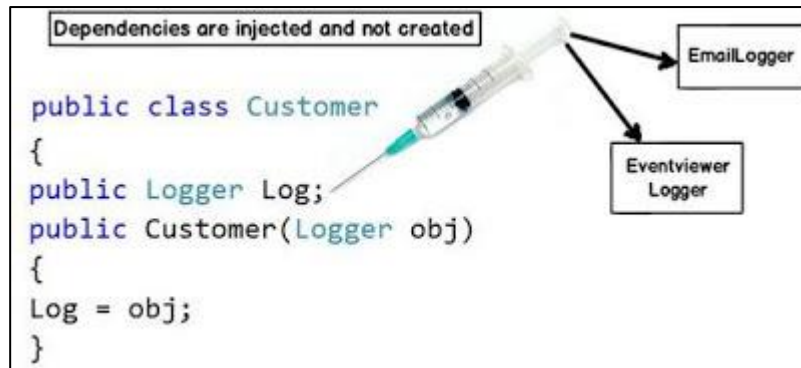 Dependencies are injected and not created
EmailLogger
Eventviewer
Logger
public class Customer
{
public Logger Log;
public Customer(Logger obj)
{
Log = obj;
}